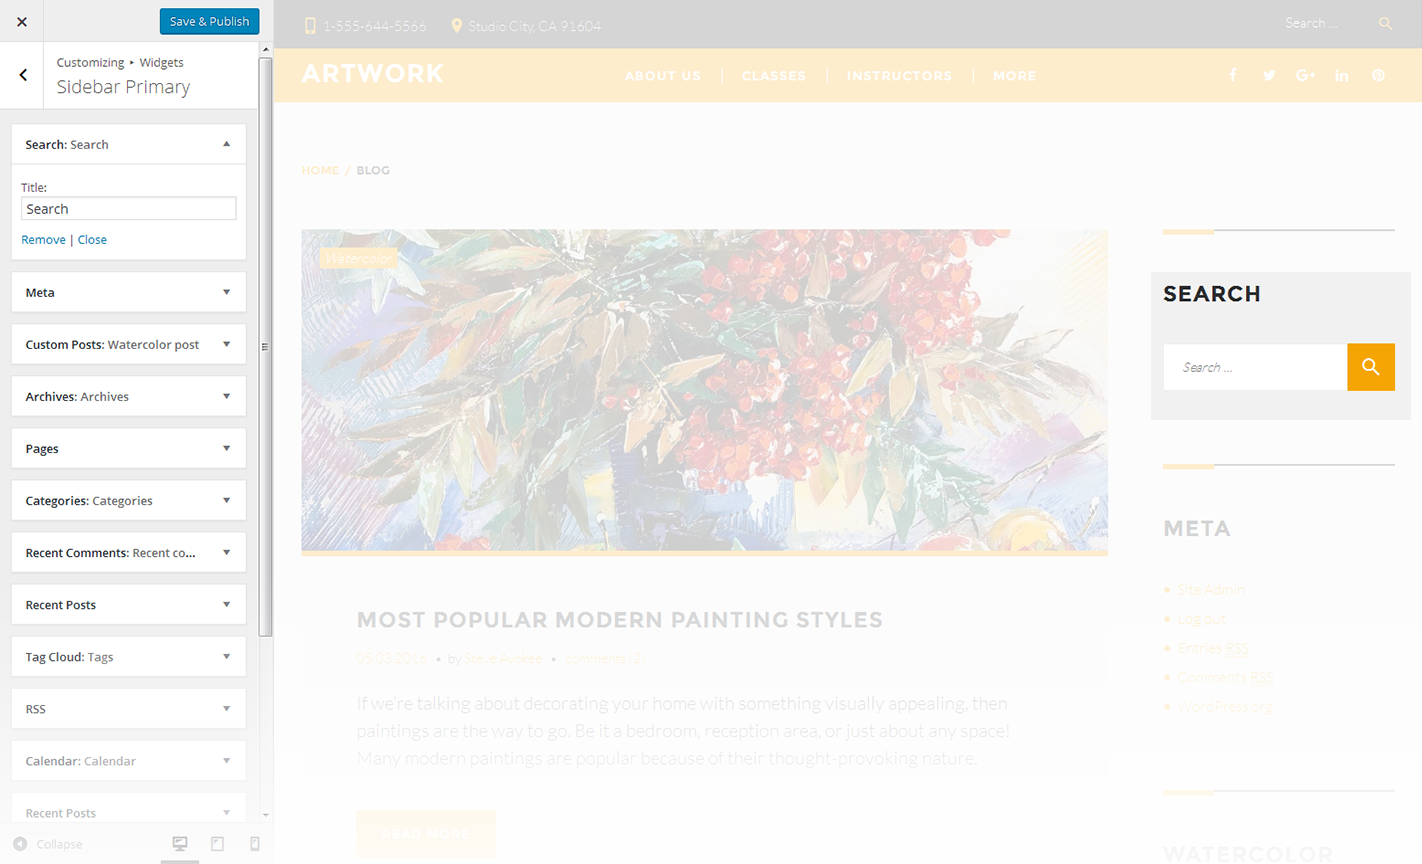 Save & Publish
Customizing ▸ Widgets
Sidebar Primary
Search: Search
Title:
Search
Remove | Close
Meta
Custom Posts: Watercolor post
Archives: Archives
Pages
Categories: Categories
Recent Comments: Recent co...
Recent Posts
Tag Cloud: Tags
RSS
Calendar: Calendar
Recent Posts
Collapse
1-555-644-5566 Studio City, CA 91604 Search ...
ARTWORK ABOUT US CLASSES INSTRUCTORS MORE
HOME / BLOG
Watercolor
MOST POPULAR MODERN PAINTING STYLES
05.03.2016 • by Steve Avokee • comments (2)
If we're talking about decorating your home with something visually appealing, then
paintings are the way to go. Be it a bedroom, reception area, or just about any space!
Many modern paintings are popular because of their thought-provoking nature.
READ MORE
SEARCH
Search ...
META
Site Admin
Log out
Entries RSS
Comments RSS
WordPress.org
WATERCOLOR